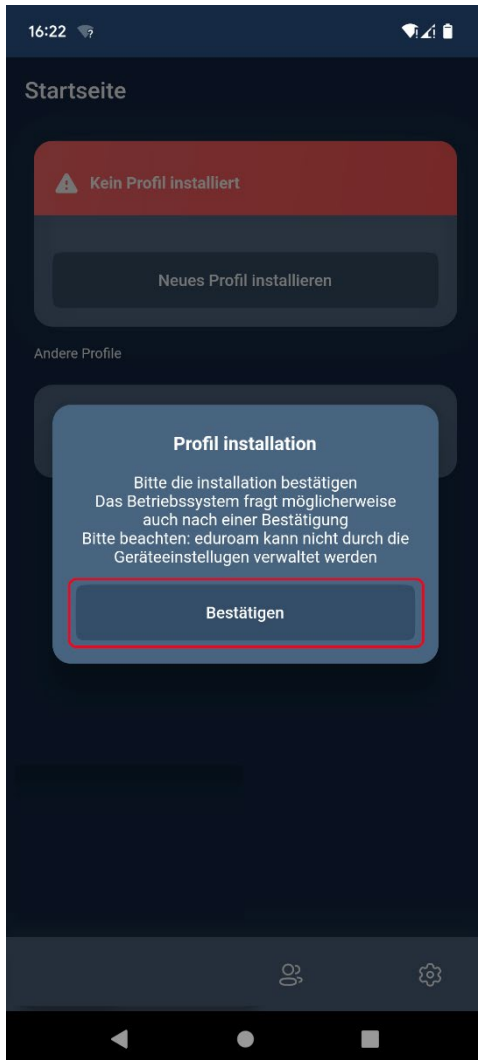 16:22
Startseite
Kein Profil installiert
Neues Profil installieren
Andere Profile
Profil installation
Bitte die installation bestätigen
Das Betriebssystem fragt möglicherweise
auch nach einer Bestätigung
Bitte beachten: eduroam kann nicht durch die
Geräteeinstellugen verwaltet werden
Bestätigen